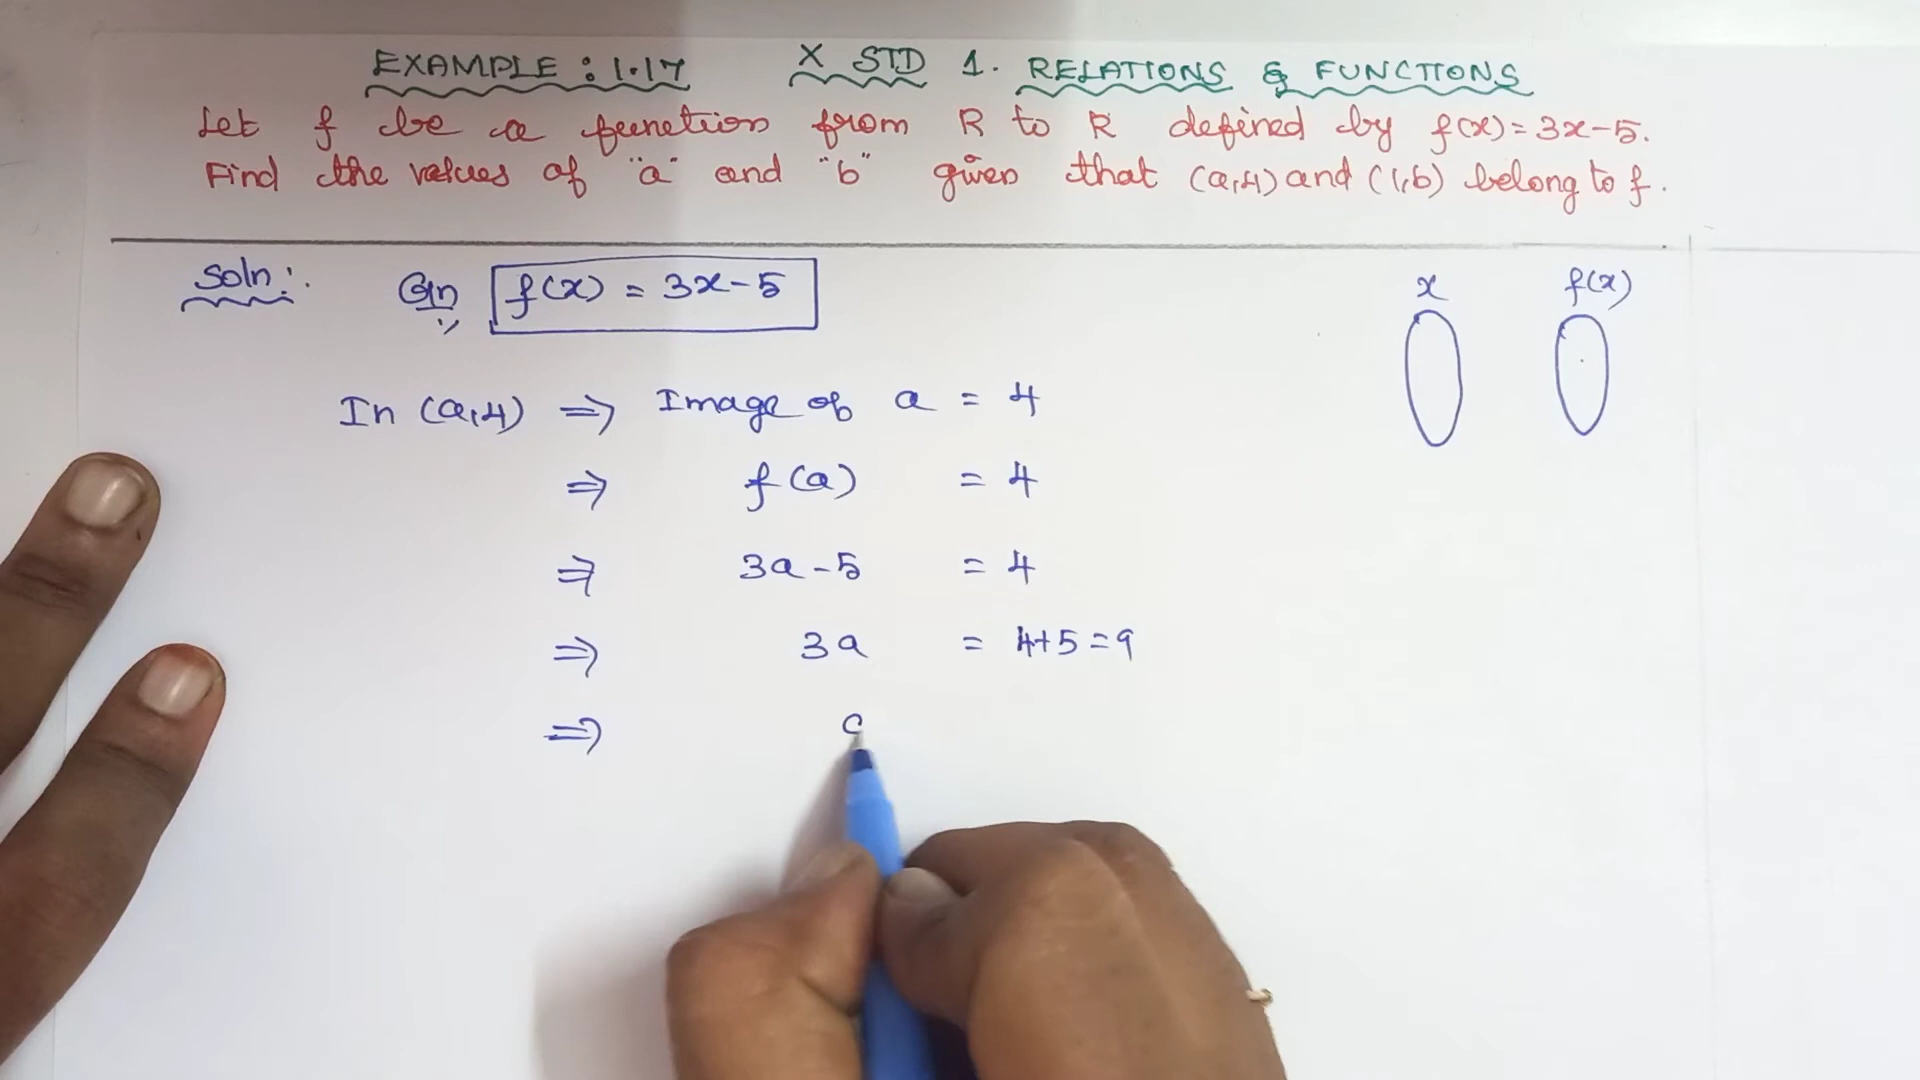 EXAMPLE : 1.17 X STD 1. RELATIONS & FUNCTIONS
Let f be a function from R to R defined by f(x) = 3x-5.
Find the values of "a" and "b" given that (a,4) and (1,b) belong to f.
Soln: Gn f(x) = 3x-5 x f(x)
In (a,4) ⇒ Image of a = 4
⇒ f(a) = 4
⇒ 3a-5 = 4
⇒ 3a = 4+5=9
⇒